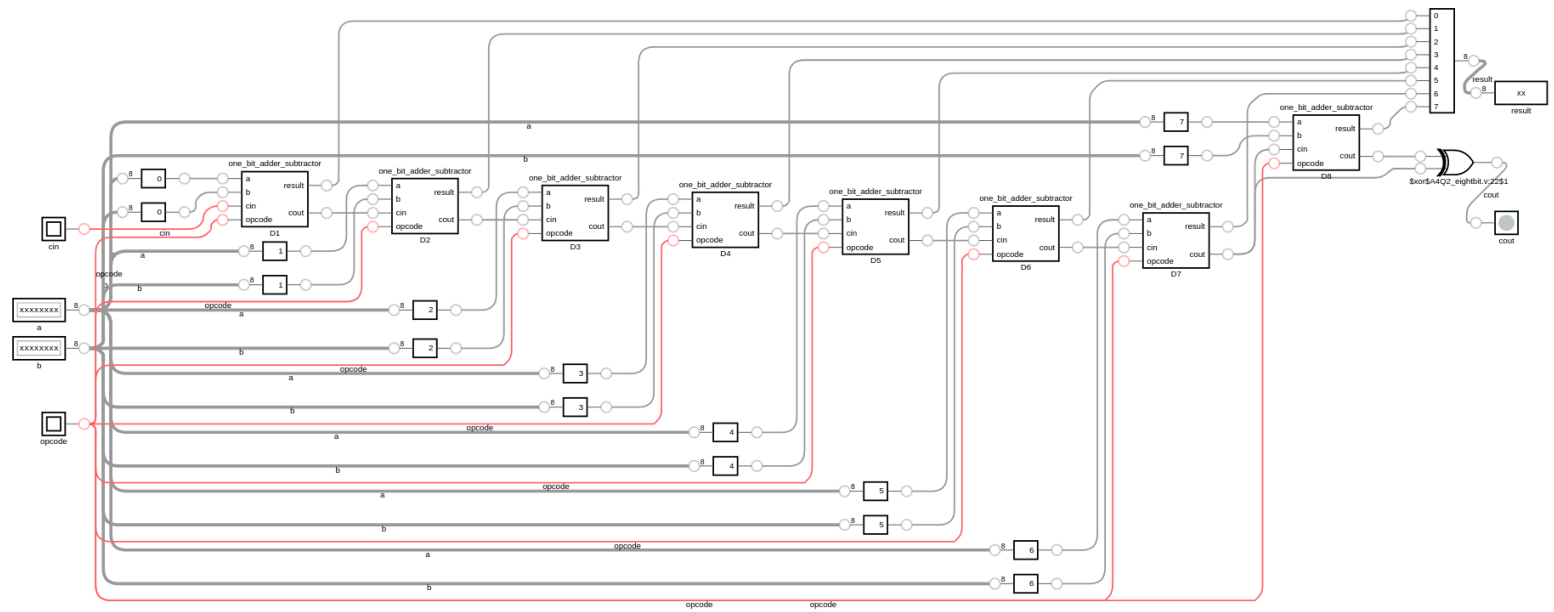 0
1
2
3
4
5
6
7
8
result
8
xx
result
one_bit_adder_subtractor
a
b
cin
opcode
result
cout
D8
8
7
a
8
7
b
$xor$A4Q2_eightbit.v:22$1
cout
cout
one_bit_adder_subtractor
a
b
cin
opcode
result
cout
D1
8
0
8
0
cin
cin
one_bit_adder_subtractor
a
b
cin
opcode
result
cout
D2
one_bit_adder_subtractor
a
b
cin
opcode
result
cout
D3
one_bit_adder_subtractor
a
b
cin
opcode
result
cout
D4
one_bit_adder_subtractor
a
b
cin
opcode
result
cout
D5
one_bit_adder_subtractor
a
b
cin
opcode
result
cout
D6
one_bit_adder_subtractor
a
b
cin
opcode
result
cout
D7
a
8
1
opcode
b
8
1
xxxxxxxx
8
a
opcode
a
8
2
xxxxxxxx
8
b
b
8
2
opcode
a
8
3
b
8
3
opcode
opcode
a
8
4
b
8
4
opcode
a
8
5
b
8
5
opcode
a
8
6
b
8
6
opcode
opcode